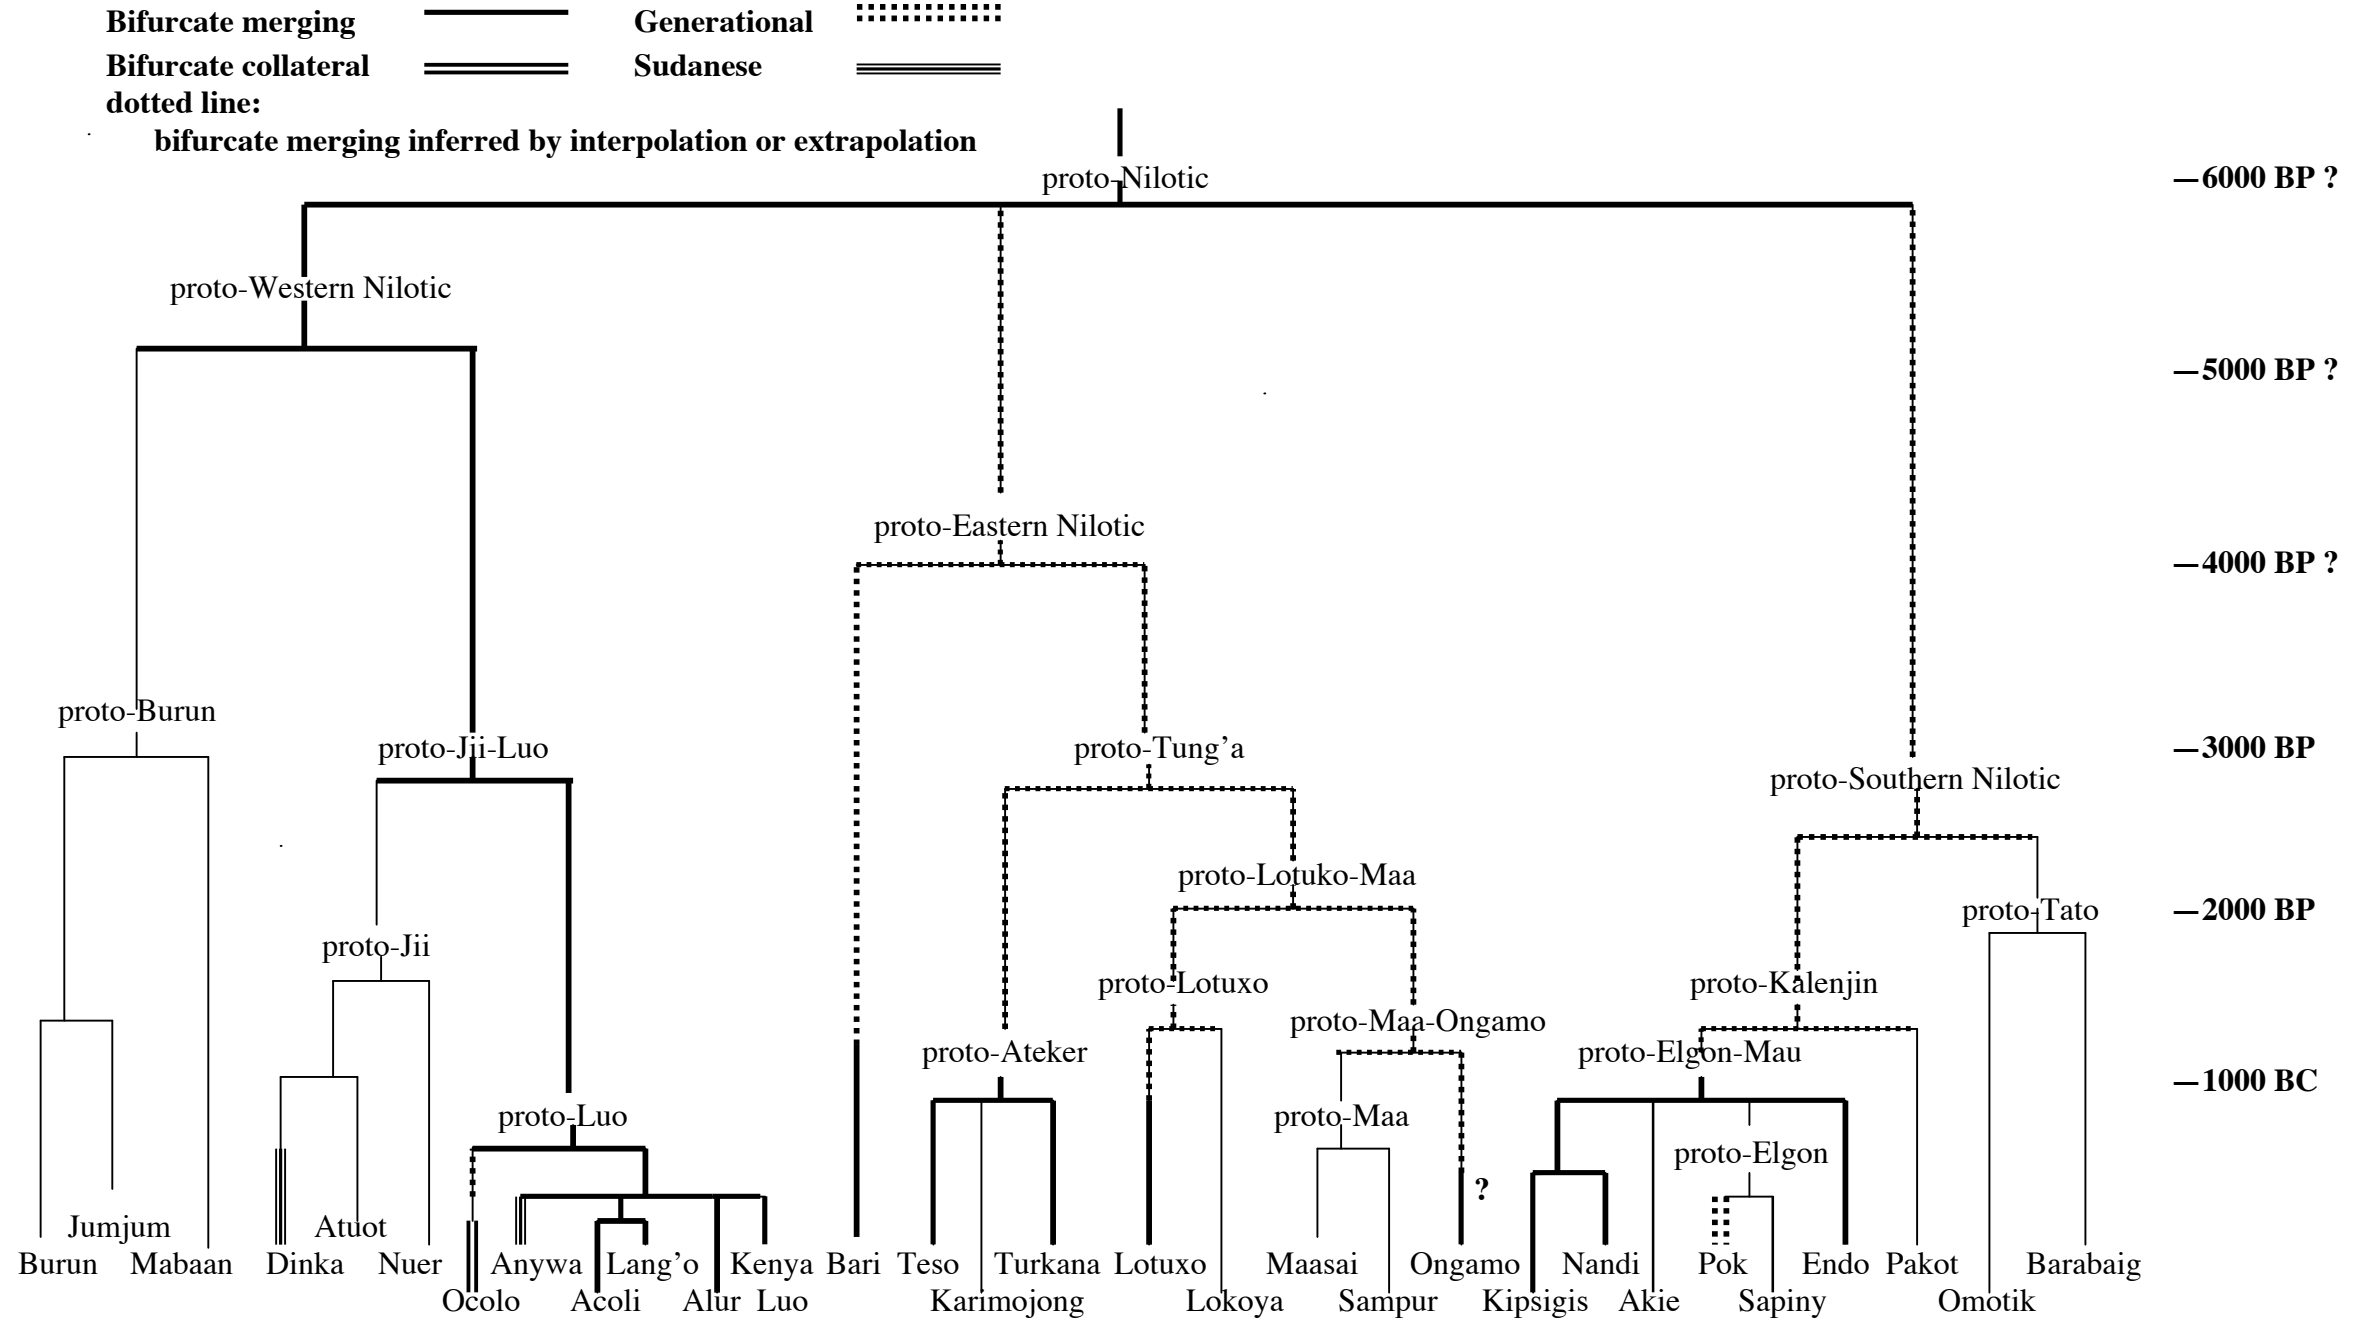 Bifurcate merging
Generational
Bifurcate collateral
Sudanese
dotted line:
bifurcate merging inferred by interpolation or extrapolation
proto-Nilotic
—6000 BP ?
proto-Western Nilotic
—5000 BP ?
proto-Eastern Nilotic
—4000 BP ?
proto-Burun
proto-Jii-Luo
proto-Tung’a
—3000 BP
proto-Southern Nilotic
proto-Lotuko-Maa
proto-Tato
—2000 BP
proto-Jii
proto-Lotuxo
proto-Kalenjin
proto-Maa-Ongamo
proto-Ateker
proto-Elgon-Mau
—1000 BC
proto-Luo
proto-Maa
proto-Elgon
?
Jumjum
Atuot
Burun
Mabaan
Dinka
Nuer
Anywa
Lang’o
Kenya
Luo
Bari
Teso
Turkana
Lotuxo
Maasai
Ongamo
Nandi
Pok
Endo
Pakot
Barabaig
Ocolo
Acoli
Alur
Karimojong
Lokoya
Sampur
Kipsigis
Akie
Sapiny
Omotik